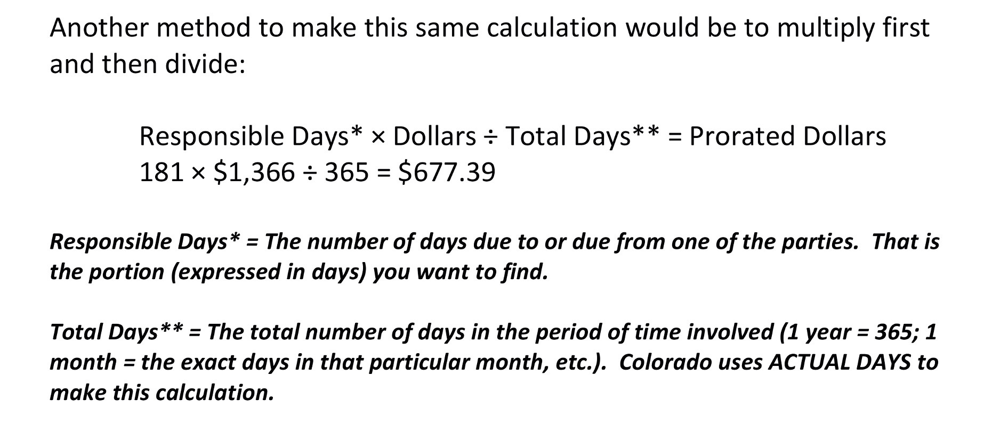 Another method to make this same calculation would be to multiply first
and then divide:
Responsible Days* × Dollars ÷ Total Days** = Prorated Dollars
181 × $1,366 ÷ 365 = $677.39
Responsible Days* = The number of days due to or due from one of the parties.  That is
the portion (expressed in days) you want to find.
Total Days** = The total number of days in the period of time involved (1 year = 365; 1
month = the exact days in that particular month, etc.).  Colorado uses ACTUAL DAYS to
make this calculation.